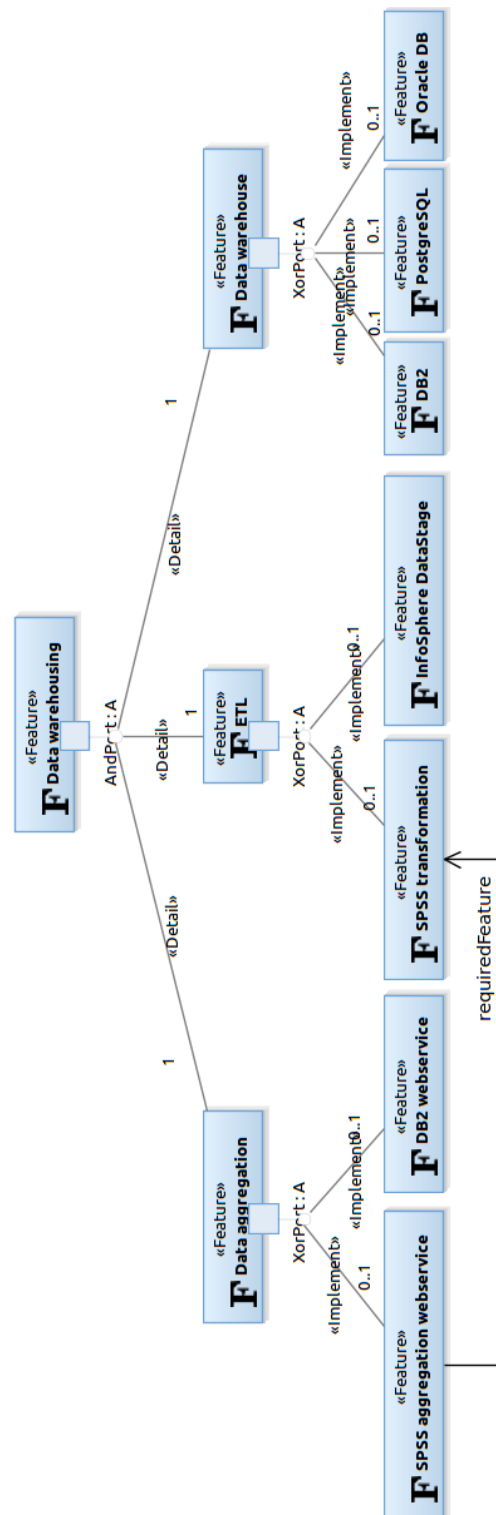 «Feature»
F Data warehousing
AndPort:A
1
«Detail»
1
«Detail»
1
«Detail»
«Feature»
F Data aggregation
«Feature»
F ETL
«Feature»
F Data warehouse
XorPort:A
XorPort:A
XorPort:A
«Implement»
0..1
«Implement»
0..1
«Implement»
0..1
«Implement»
0..1
«Implement»
0..1
«Implement»
0..1
«Implement»
0..1
«Feature»
F SPSS aggregation webservice
«Feature»
F DB2 webservice
«Feature»
F SPSS transformation
«Feature»
F InfoSphere DataStage
«Feature»
F DB2
«Feature»
F PostgreSQL
«Feature»
F Oracle DB
requiredFeature